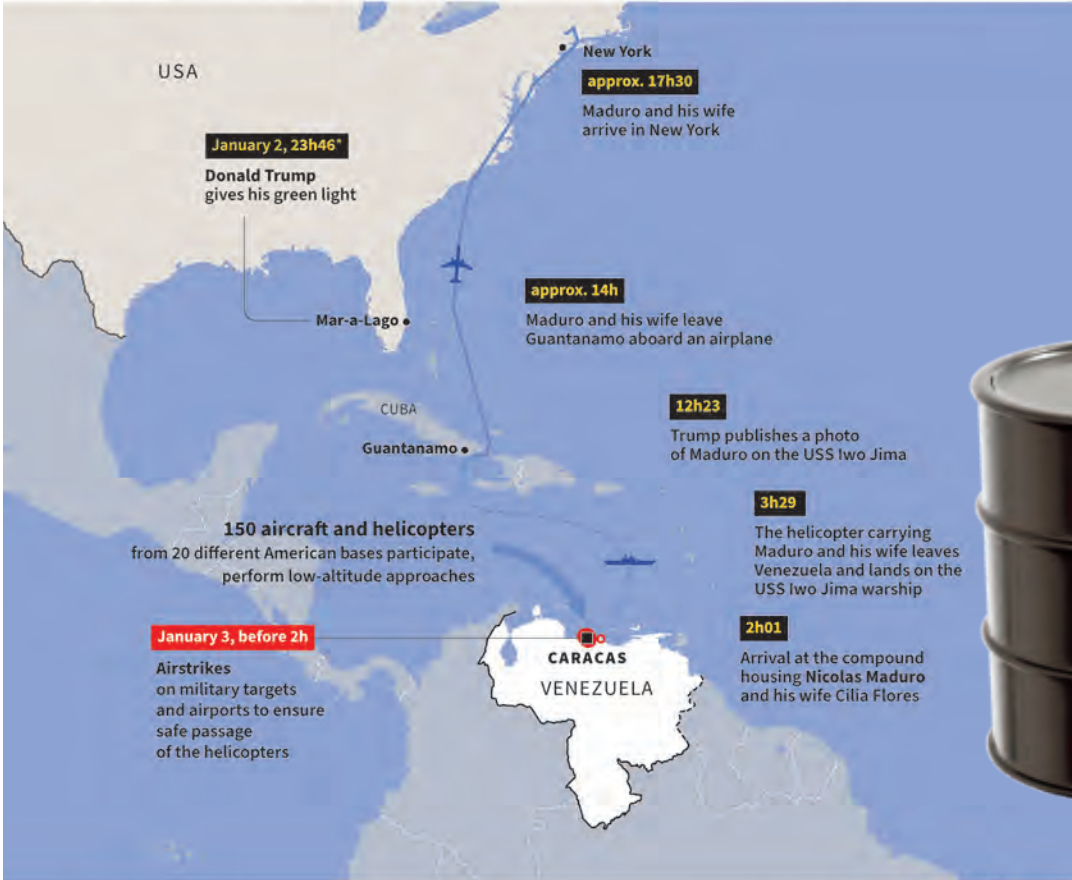 USA
New York
approx. 17h30
Maduro and his wife
arrive in New York
January 2, 23h46*
Donald Trump
gives his green light
Mar-a-Lago
approx. 14h
Maduro and his wife leave
Guantanamo aboard an airplane
CUBA
Guantanamo
12h23
Trump publishes a photo
of Maduro on the USS Iwo Jima
150 aircraft and helicopters
from 20 different American bases participate,
perform low-altitude approaches
3h29
The helicopter carrying
Maduro and his wife leaves
Venezuela and lands on the
USS Iwo Jima warship
January 3, before 2h
Airstrikes
on military targets
and airports to ensure
safe passage
of the helicopters
CARACAS
VENEZUELA
2h01
Arrival at the compound
housing Nicolas Maduro
and his wife Cilia Flores